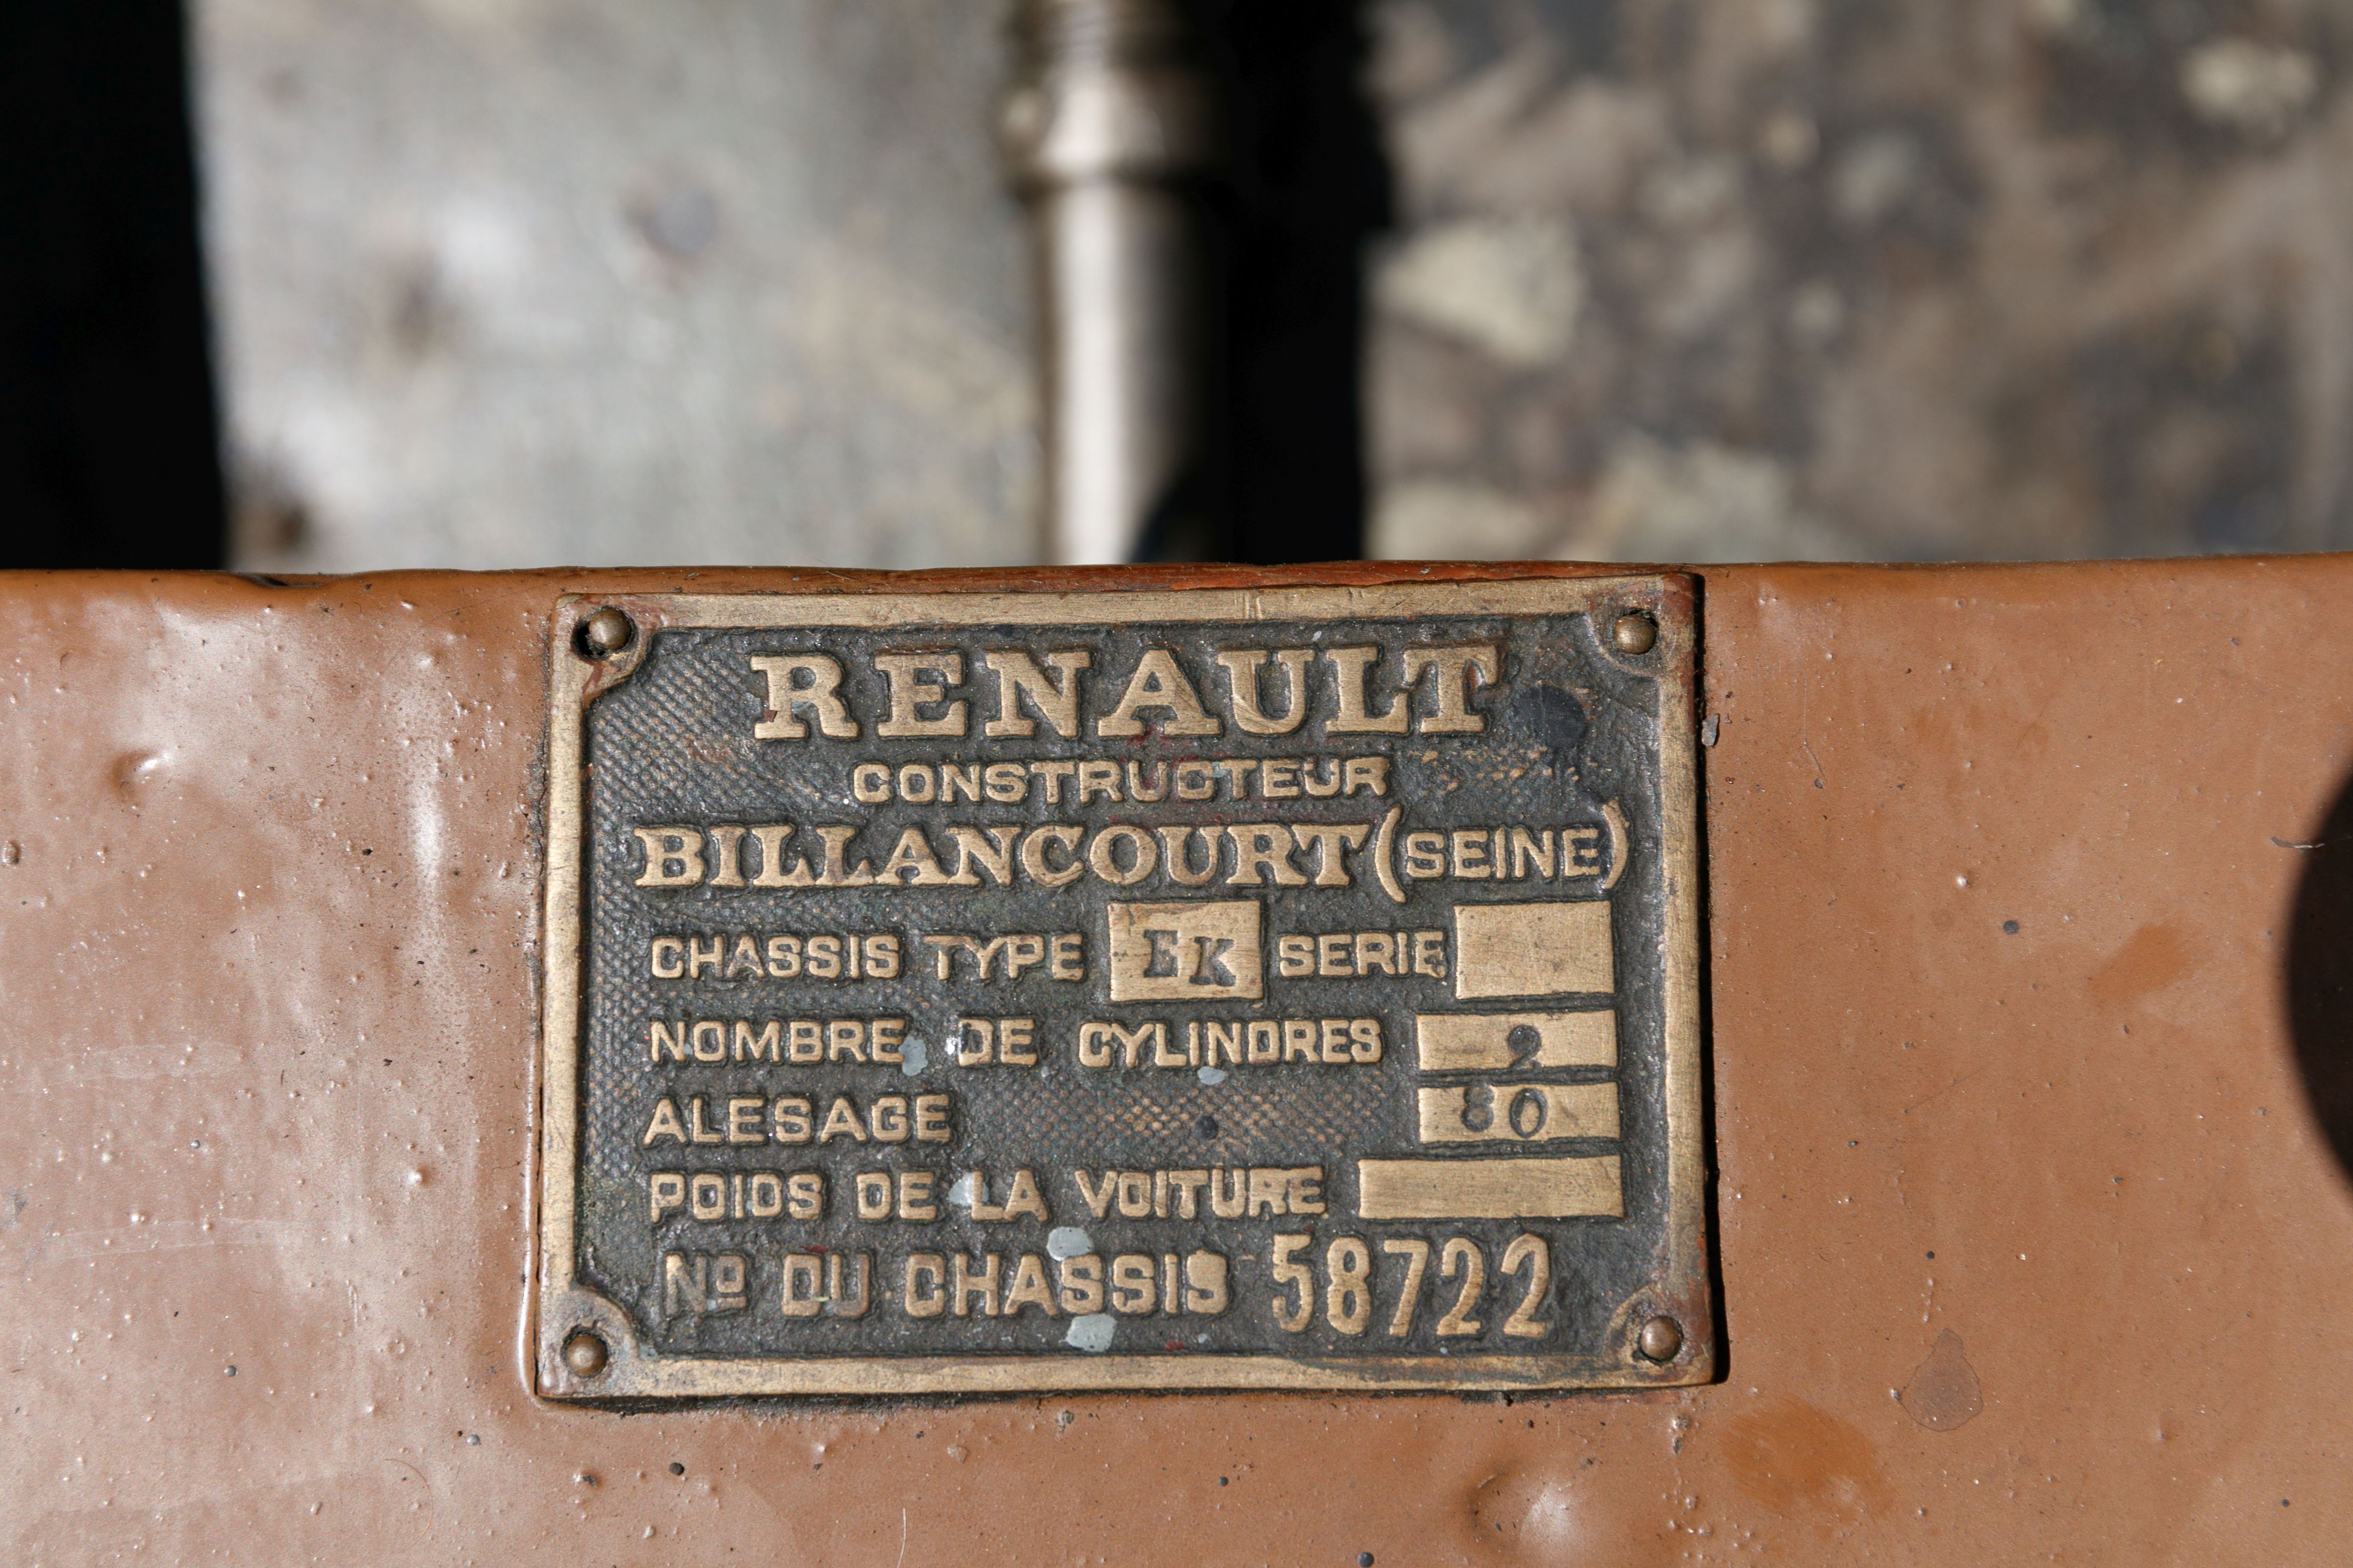 RENAULT
CONSTRUCTEUR
BILLANCOURT (SEINE)
CHASSIS TYPE EK SERIE
NOMBRE DE CYLINDRES 2
ALESAGE 80
POIDS DE LA VOITURE
Nº DU CHASSIS 58722